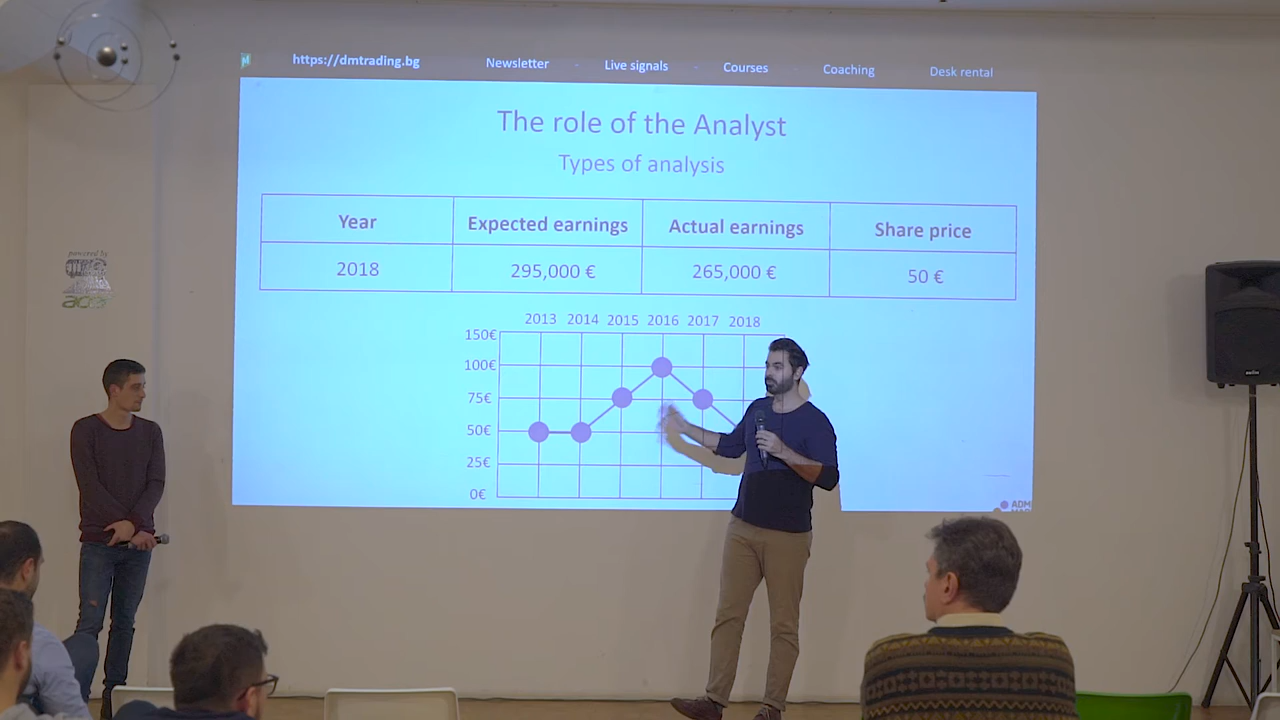 https://dmtrading.bg Newsletter - Live signals - Courses - Coaching Desk rental
The role of the Analyst
Types of analysis
Year Expected earnings Actual earnings Share price
2018 295,000 € 265,000 € 50 €
powered by
2013 2014 2015 2016 2017 2018
150€
100€
75€
50€
25€
0€